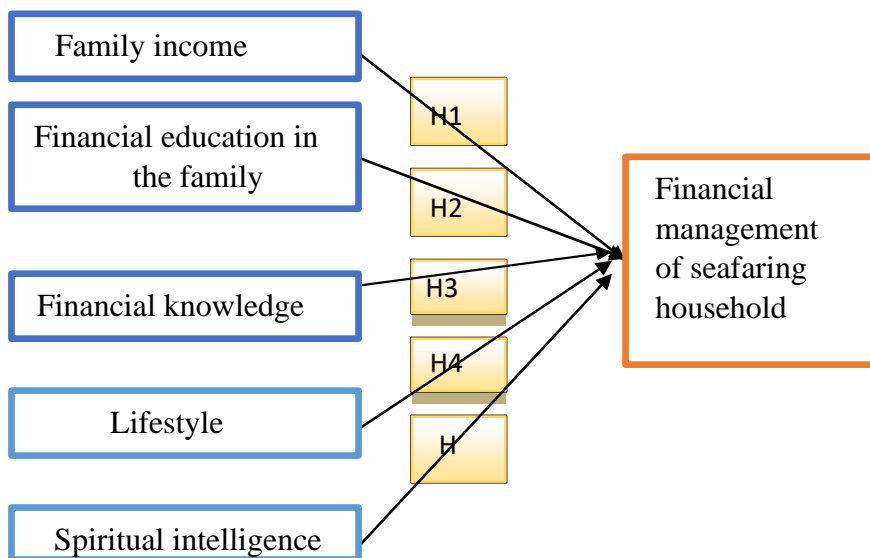 Family income
Financial education in
the family
Financial knowledge
Lifestyle
Spiritual intelligence
H1
H2
H3
H4
H
Financial
management
of seafaring
household